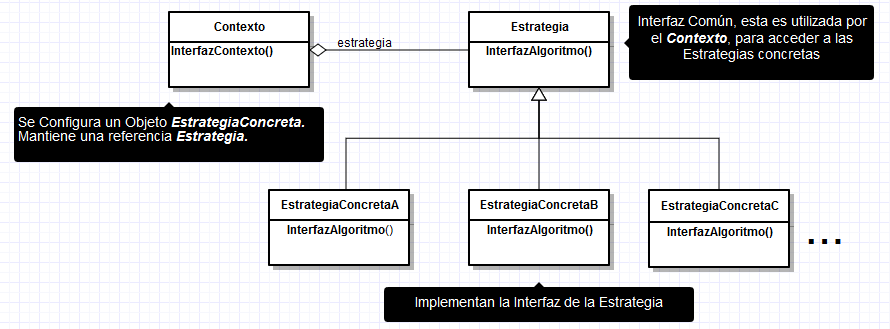 Contexto
InterfazContexto()
estrategia
Estrategia
InterfazAlgoritmo()
Interfaz Común, esta es utilizada por
el Contexto, para acceder a las
Estrategias concretas
Se Configura un Objeto EstrategiaConcreta.
Mantiene una referencia Estrategia.
EstrategiaConcretaA
InterfazAlgoritmo()
EstrategiaConcretaB
InterfazAlgoritmo()
EstrategiaConcretaC
InterfazAlgoritmo()
...
Implementan la Interfaz de la Estrategia